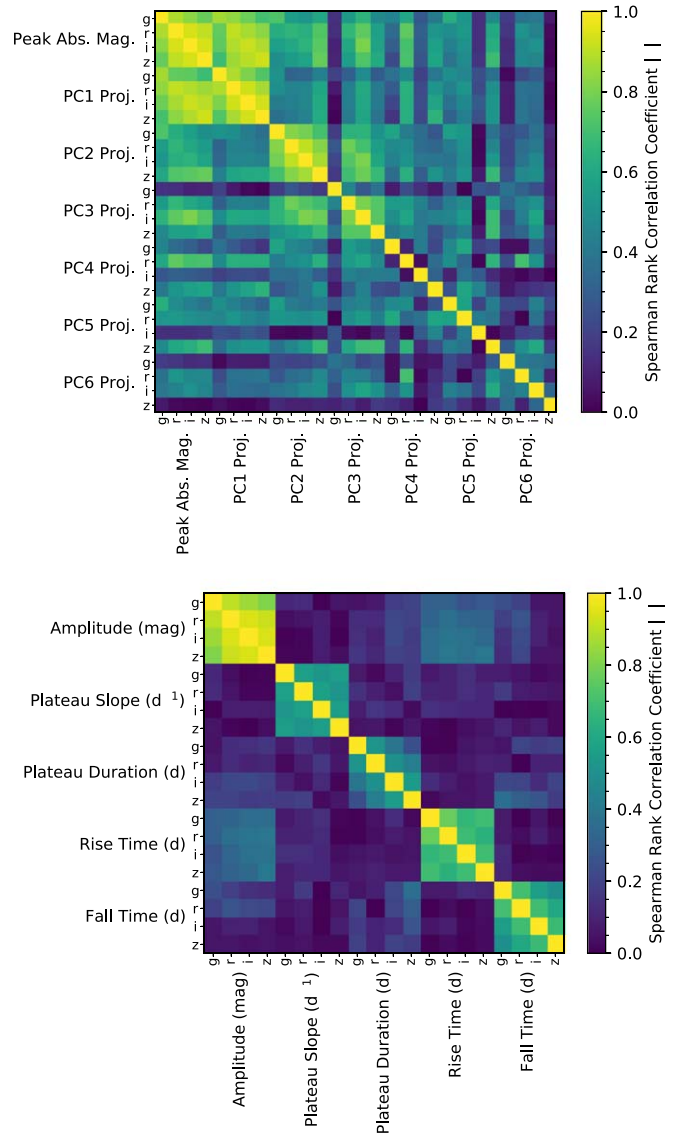 Peak Abs. Mag.
PC1 Proj.
PC2 Proj.
PC3 Proj.
PC4 Proj.
PC5 Proj.
PC6 Proj.
g
r
i
z
g
r
i
z
g
r
i
z
g
r
i
z
g
r
i
z
g
r
i
z
g
r
i
z
g r i z g r i z g r i z g r i z g r i z g r i z g r i z
Peak Abs. Mag.
PC1 Proj.
PC2 Proj.
PC3 Proj.
PC4 Proj.
PC5 Proj.
PC6 Proj.
1.0
0.8
0.6
0.4
0.2
0.0
Spearman Rank Correlation Coefficient | |
Amplitude (mag)
Plateau Slope (d ¹)
Plateau Duration (d)
Rise Time (d)
Fall Time (d)
g
r
i
z
g
r
i
z
g
r
i
z
g
r
i
z
g
r
i
z
g r i z g r i z g r i z g r i z g r i z
Amplitude (mag)
Plateau Slope (d ¹)
Plateau Duration (d)
Rise Time (d)
Fall Time (d)
1.0
0.8
0.6
0.4
0.2
0.0
Spearman Rank Correlation Coefficient | |